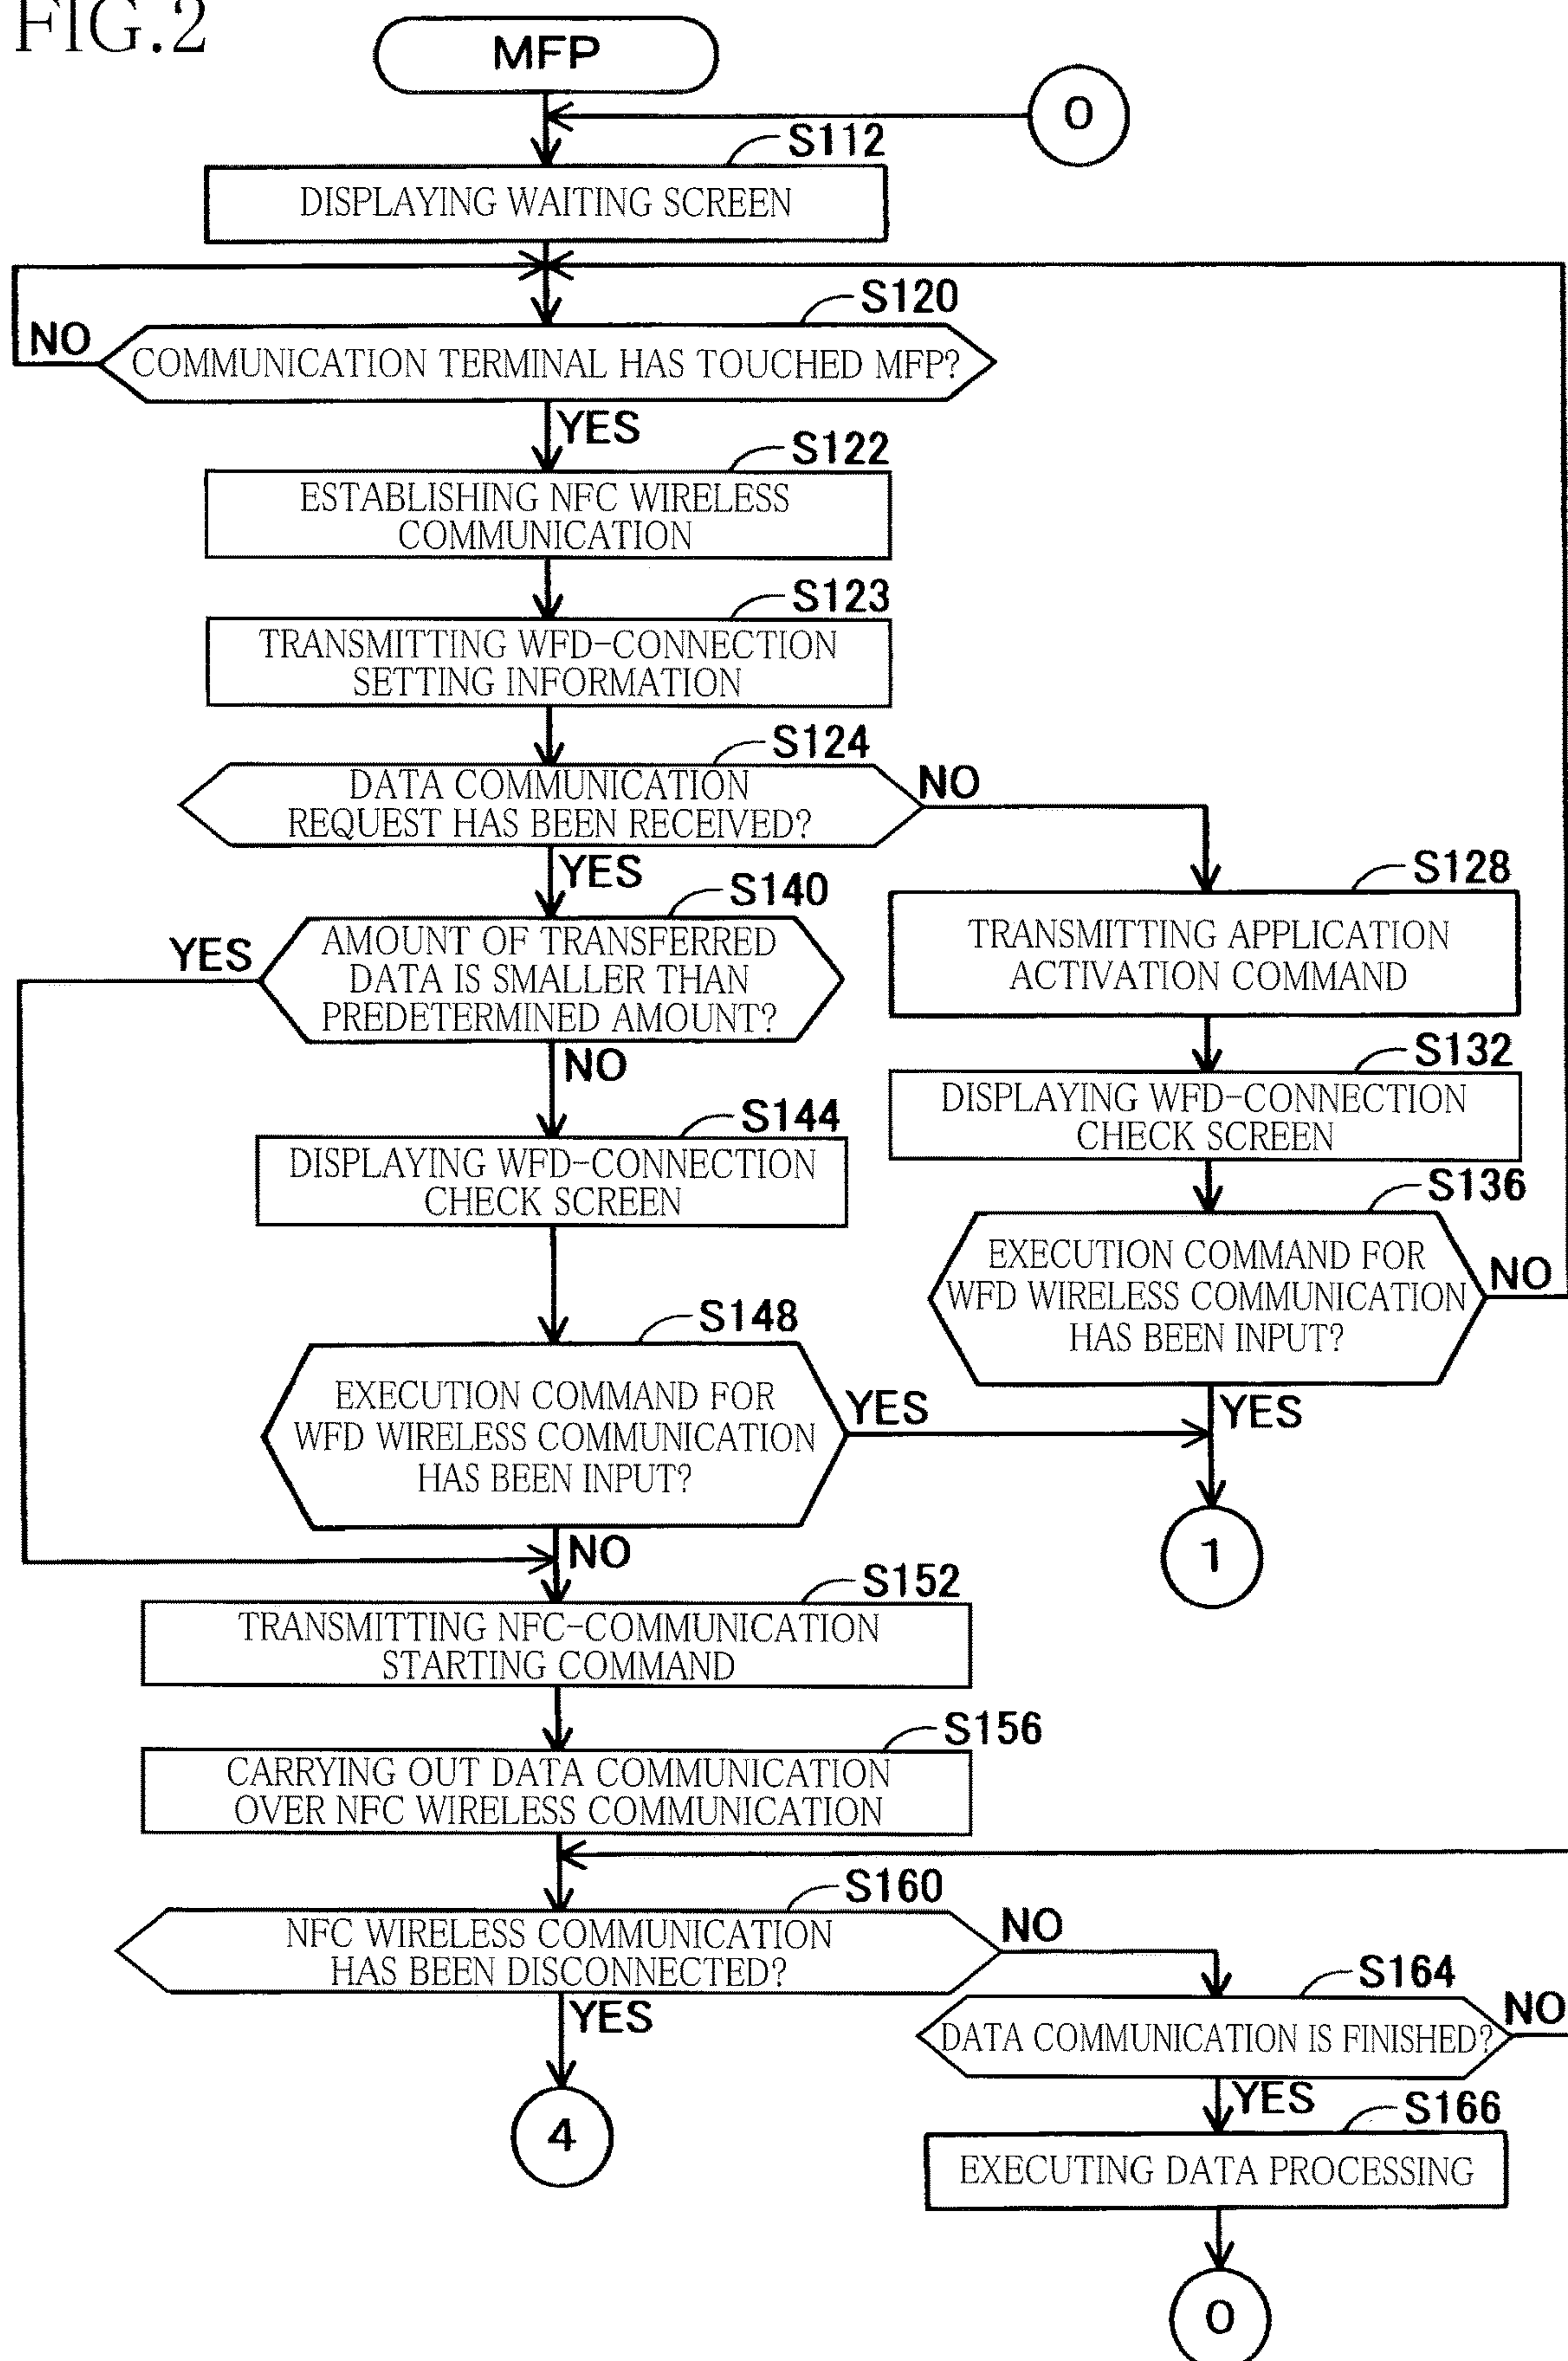 FIG.2
MFP
0
S112
DISPLAYING WAITING SCREEN
S120
NO
COMMUNICATION TERMINAL HAS TOUCHED MFP?
YES
S122
ESTABLISHING NFC WIRELESS
COMMUNICATION
S123
TRANSMITTING WFD-CONNECTION
SETTING INFORMATION
S124
DATA COMMUNICATION
REQUEST HAS BEEN RECEIVED?
NO
YES
S128
TRANSMITTING APPLICATION
ACTIVATION COMMAND
S140
YES
AMOUNT OF TRANSFERRED
DATA IS SMALLER THAN
PREDETERMINED AMOUNT?
NO
S132
DISPLAYING WFD-CONNECTION
CHECK SCREEN
S144
DISPLAYING WFD-CONNECTION
CHECK SCREEN
S136
EXECUTION COMMAND FOR
WFD WIRELESS COMMUNICATION
HAS BEEN INPUT?
NO
YES
S148
EXECUTION COMMAND FOR
WFD WIRELESS COMMUNICATION
HAS BEEN INPUT?
YES
NO
1
S152
TRANSMITTING NFC-COMMUNICATION
STARTING COMMAND
S156
CARRYING OUT DATA COMMUNICATION
OVER NFC WIRELESS COMMUNICATION
S160
NFC WIRELESS COMMUNICATION
HAS BEEN DISCONNECTED?
NO
YES
S164
DATA COMMUNICATION IS FINISHED?
NO
YES
4
S166
EXECUTING DATA PROCESSING
0